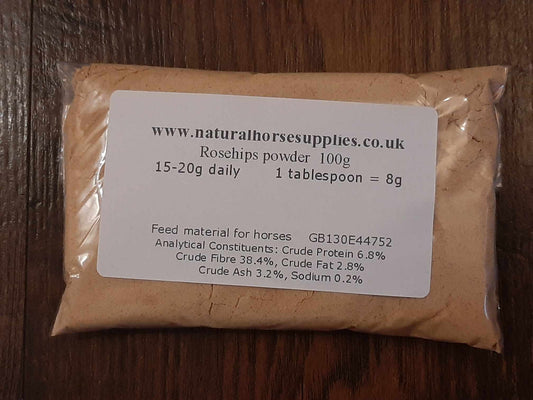 www.naturalhorsesupplies.co.uk
Rosehips powder 100g
15-20g daily 1 tablespoon = 8g
Feed material for horses GB130E44752
Analytical Constituents: Crude Protein 6.8%
Crude Fibre 38.4%, Crude Fat 2.8%
Crude Ash 3.2%, Sodium 0.2%